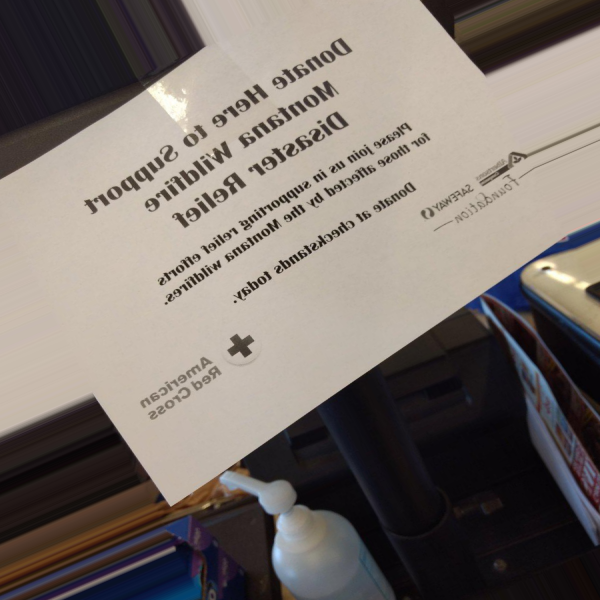 Donate Here to Support
Montana Wildfire
Disaster Relief
Please join us in supporting relief efforts
for those affected by the Montana wildfires.
Donate at checkstands today.
SAFEWAY
Foundation
American
Red Cross